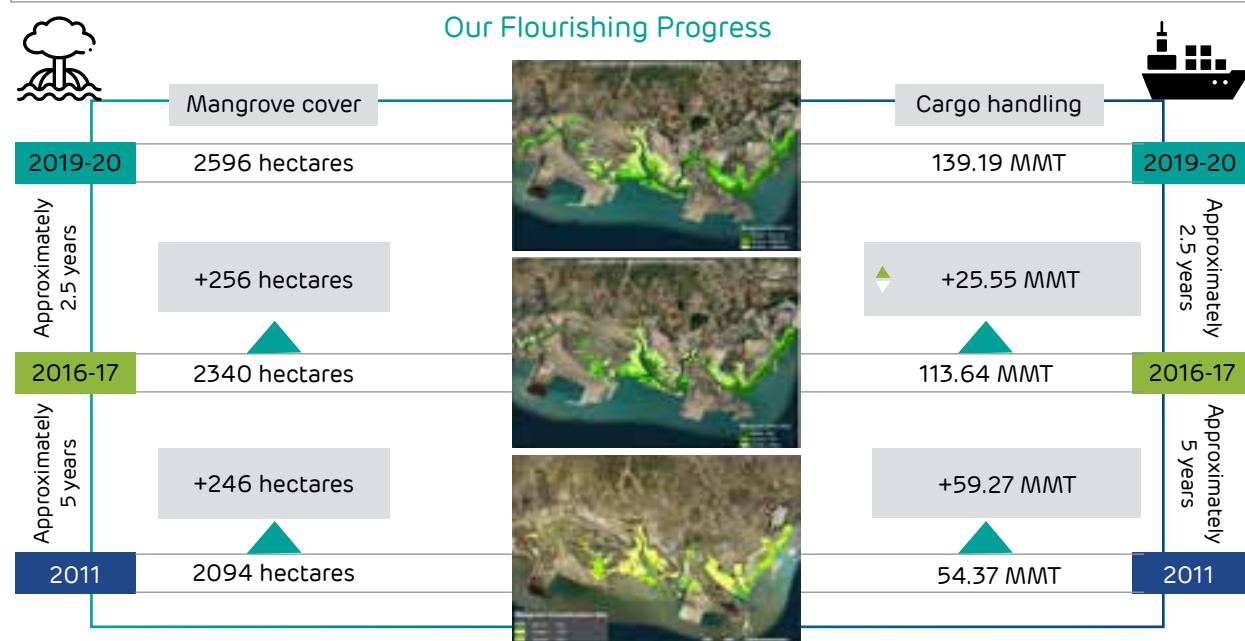 Our Flourishing Progress
Mangrove cover
Cargo handling
2019-20
2596 hectares
139.19 MMT
2019-20
Approximately
2.5 years
+256 hectares
+25.55 MMT
Approximately
2.5 years
2016-17
2340 hectares
113.64 MMT
2016-17
Approximately
5 years
+246 hectares
+59.27 MMT
Approximately
5 years
2011
2094 hectares
54.37 MMT
2011